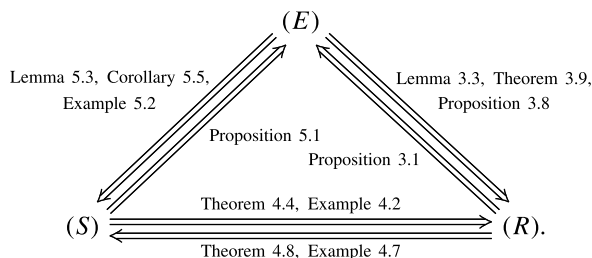 (E)
Lemma 5.3, Corollary 5.5,
Example 5.2
Lemma 3.3, Theorem 3.9,
Proposition 3.8
Proposition 5.1
Proposition 3.1
Theorem 4.4, Example 4.2
(S)
(R).
Theorem 4.8, Example 4.7